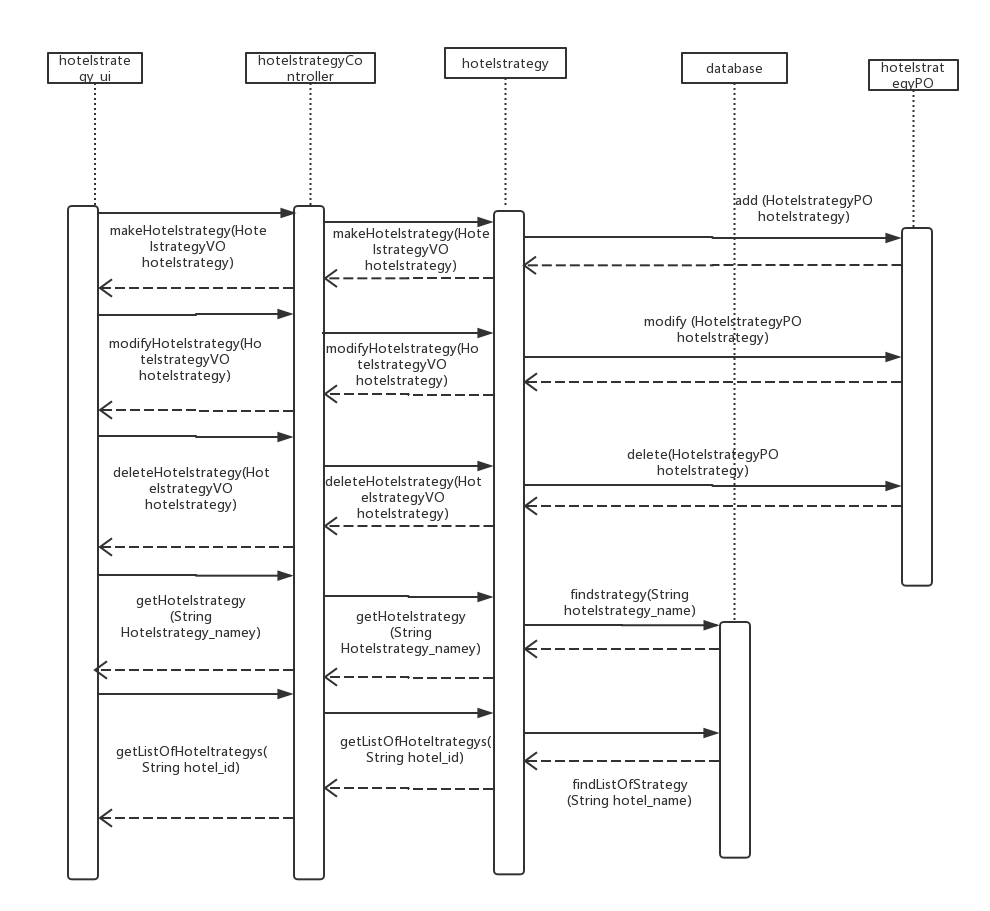 hotelstrate
gy_ui
hotelstrategyCo
ntroller
hotelstrategy
database
hotelstrat
egyPO
add (HotelstrategyPO
hotelstrategy)
makeHotelstrategy(Hote
lstrategyVO
hotelstrategy)
makeHotelstrategy(Hote
lstrategyVO
hotelstrategy)
modify (HotelstrategyPO
hotelstrategy)
modifyHotelstrategy(Ho
telstrategyVO
hotelstrategy)
modifyHotelstrategy(Ho
telstrategyVO
hotelstrategy)
delete(HotelstrategyPO
hotelstrategy)
deleteHotelstrategy(Hot
elstrategyVO
hotelstrategy)
deleteHotelstrategy(Hot
elstrategyVO
hotelstrategy)
getHotelstrategy
(String
Hotelstrategy_namey)
getHotelstrategy
(String
Hotelstrategy_namey)
findstrategy(String
hotelstrategy_name)
getListOfHoteltrategys(
String hotel_id)
getListOfHoteltrategys(
String hotel_id)
findListOfStrategy
(String hotel_name)